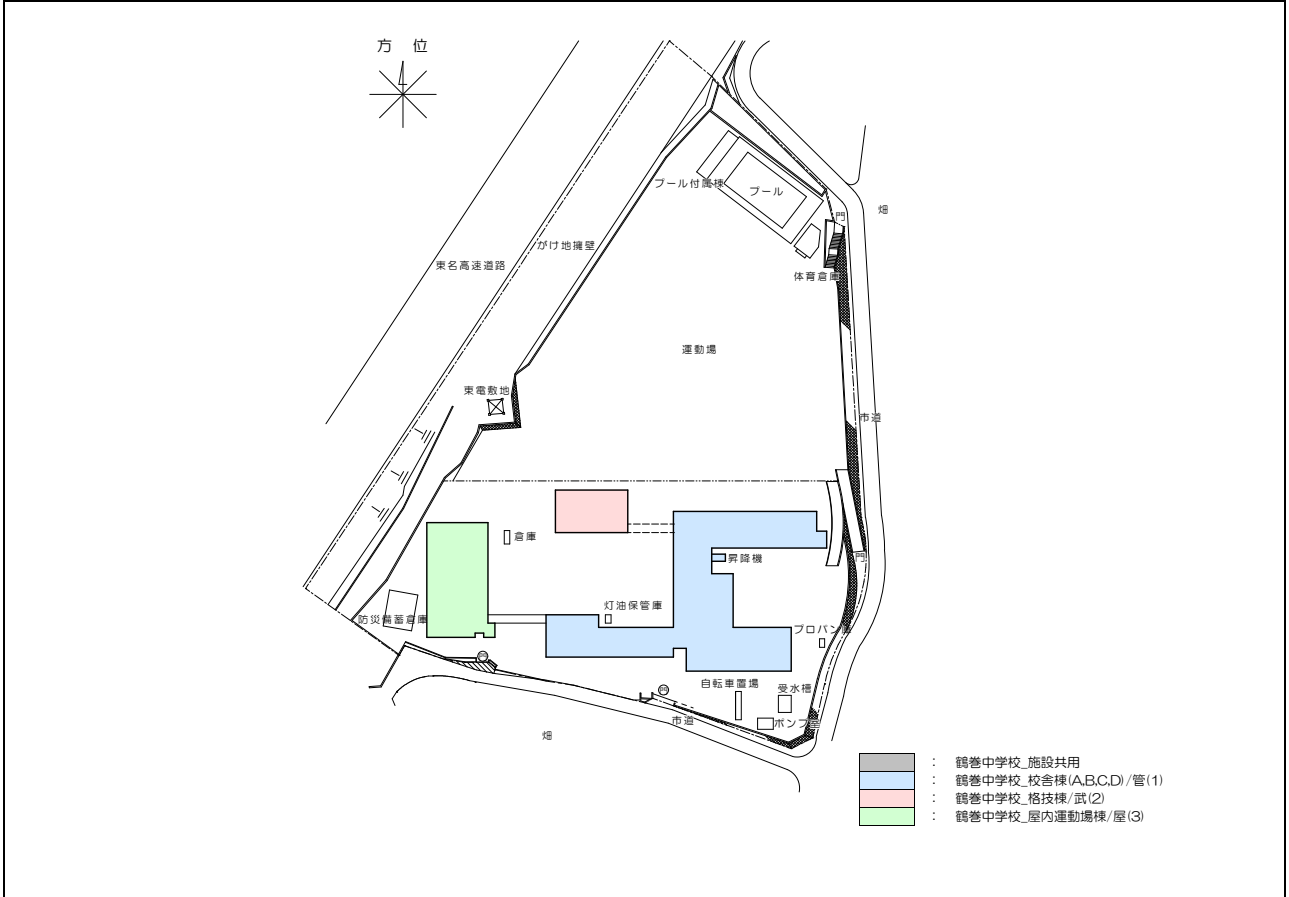 方 位
プール付属棟
プール
畑
門
がけ地擁壁
東名高速道路
体育倉庫
運動場
東電敷地
市道
倉庫
昇降機
門
灯油保管庫
防災備蓄倉庫
プロパン庫
自転車置場
受水槽
市道
ポンプ室
畑
: 鶴巻中学校_施設共用
: 鶴巻中学校_校舎棟(A,B,C,D)/管(1)
: 鶴巻中学校_格技棟/武(2)
: 鶴巻中学校_屋内運動場棟/屋(3)